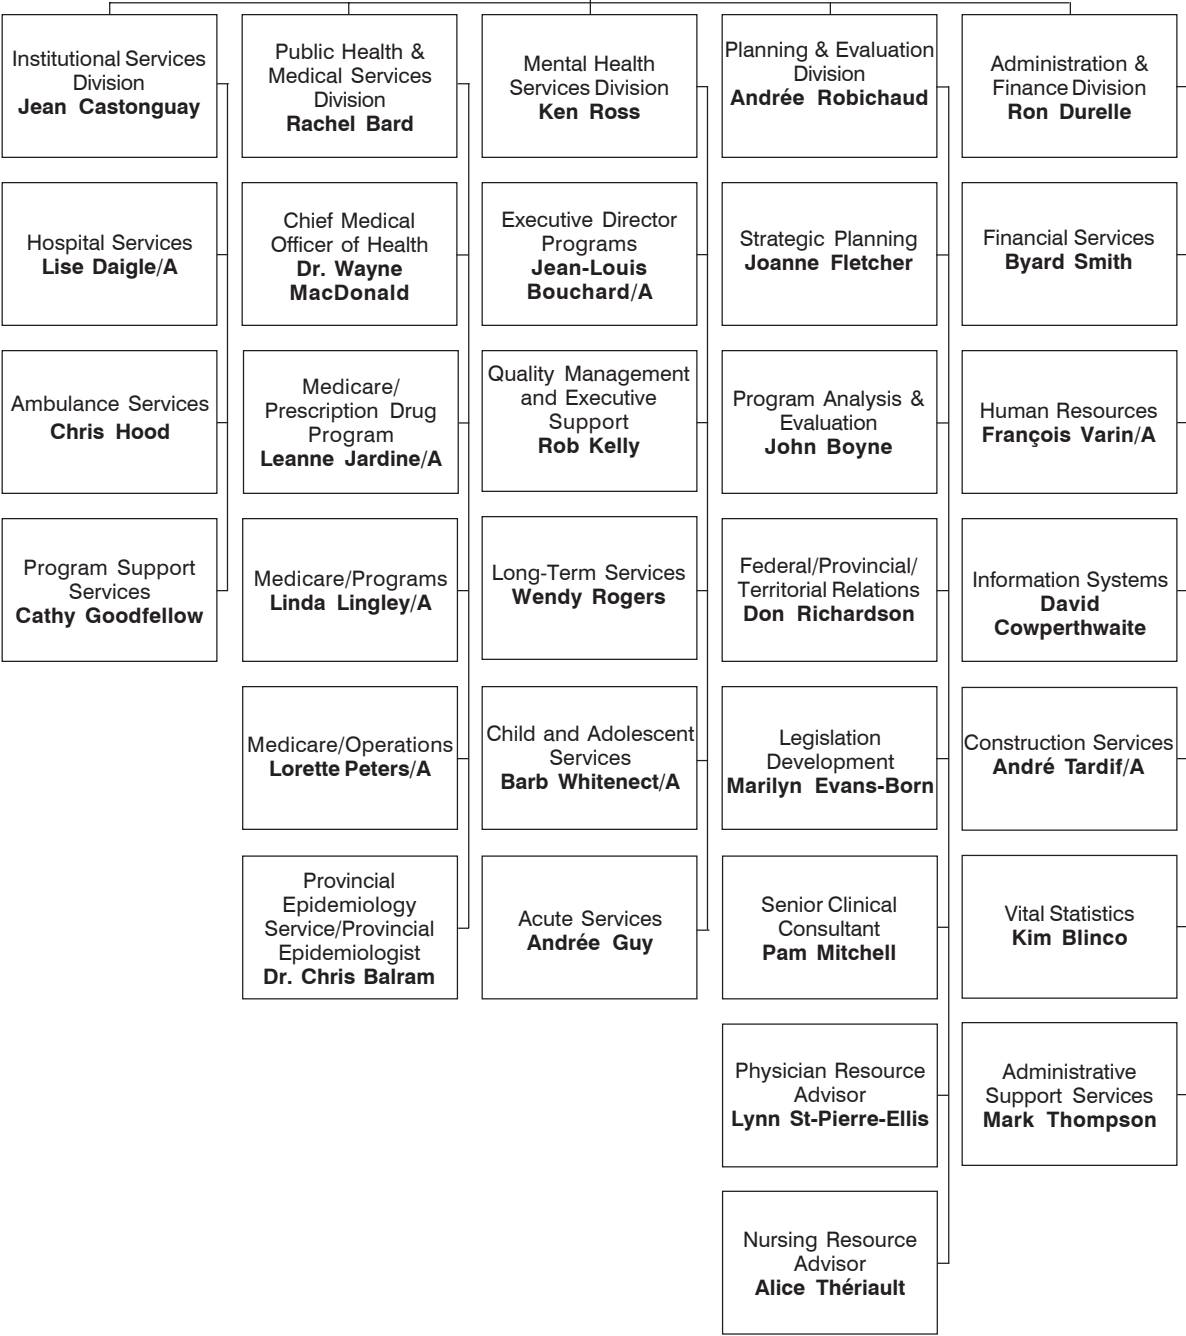 Institutional Services
Division
Jean Castonguay
Hospital Services
Lise Daigle/A
Ambulance Services
Chris Hood
Program Support
Services
Cathy Goodfellow
Public Health &
Medical Services
Division
Rachel Bard
Chief Medical
Officer of Health
Dr. Wayne
MacDonald
Medicare/
Prescription Drug
Program
Leanne Jardine/A
Medicare/Programs
Linda Lingley/A
Medicare/Operations
Lorette Peters/A
Provincial
Epidemiology
Service/Provincial
Epidemiologist
Dr. Chris Balram
Mental Health
Services Division
Ken Ross
Executive Director
Programs
Jean-Louis
Bouchard/A
Quality Management
and Executive
Support
Rob Kelly
Long-Term Services
Wendy Rogers
Child and Adolescent
Services
Barb Whitenect/A
Acute Services
Andrée Guy
Planning & Evaluation
Division
Andrée Robichaud
Strategic Planning
Joanne Fletcher
Program Analysis &
Evaluation
John Boyne
Federal/Provincial/
Territorial Relations
Don Richardson
Legislation
Development
Marilyn Evans-Born
Senior Clinical
Consultant
Pam Mitchell
Physician Resource
Advisor
Lynn St-Pierre-Ellis
Nursing Resource
Advisor
Alice Thériault
Administration &
Finance Division
Ron Durelle
Financial Services
Byard Smith
Human Resources
François Varin/A
Information Systems
David
Cowperthwaite
Construction Services
André Tardif/A
Vital Statistics
Kim Blinco
Administrative
Support Services
Mark Thompson